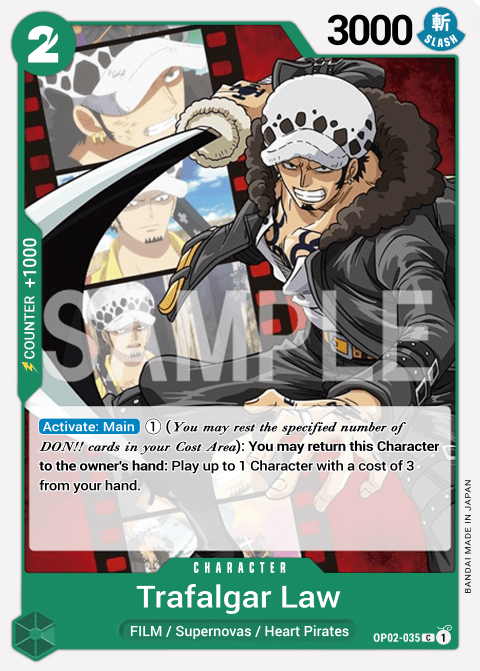 2
3000
斬
SLASH
COUNTER +1000
SAMPLE
Activate: Main ① (You may rest the specified number of
DON!! cards in your Cost Area): You may return this Character
to the owner's hand: Play up to 1 Character with a cost of 3
from your hand.
CHARACTER
Trafalgar Law
FILM / Supernovas / Heart Pirates
OP02-035 C 1
BANDAI MADE IN JAPAN